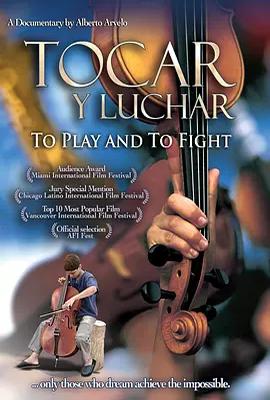 A Documentary by Alberto Arvelo
TOCAR
Y LUCHAR
TO PLAY AND TO FIGHT
Audience Award
Miami International Film Festival
Jury Special Mention
Chicago Latino International Film Festival
Top 10 Most Popular Film
Vancouver International Film Festival
Official selection
AFI Fest
... only those who dream achieve the impossible.